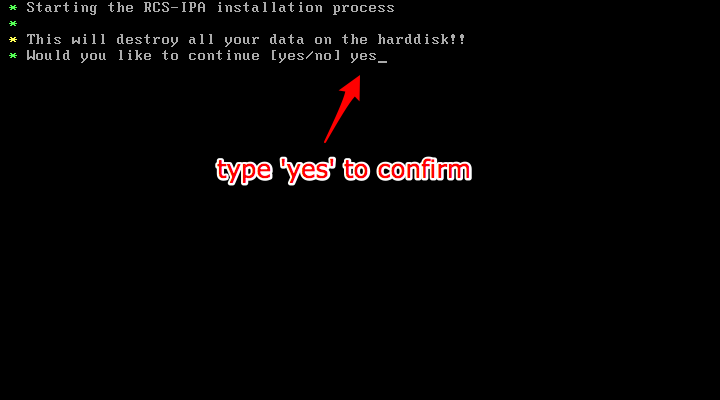 * Starting the RCS-IPA installation process
*
* This will destroy all your data on the harddisk!!
* Would you like to continue [yes/no] yes_
type 'yes' to confirm